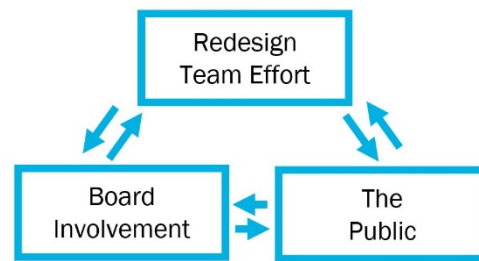 Redesign
Team Effort
Board
Involvement
The
Public